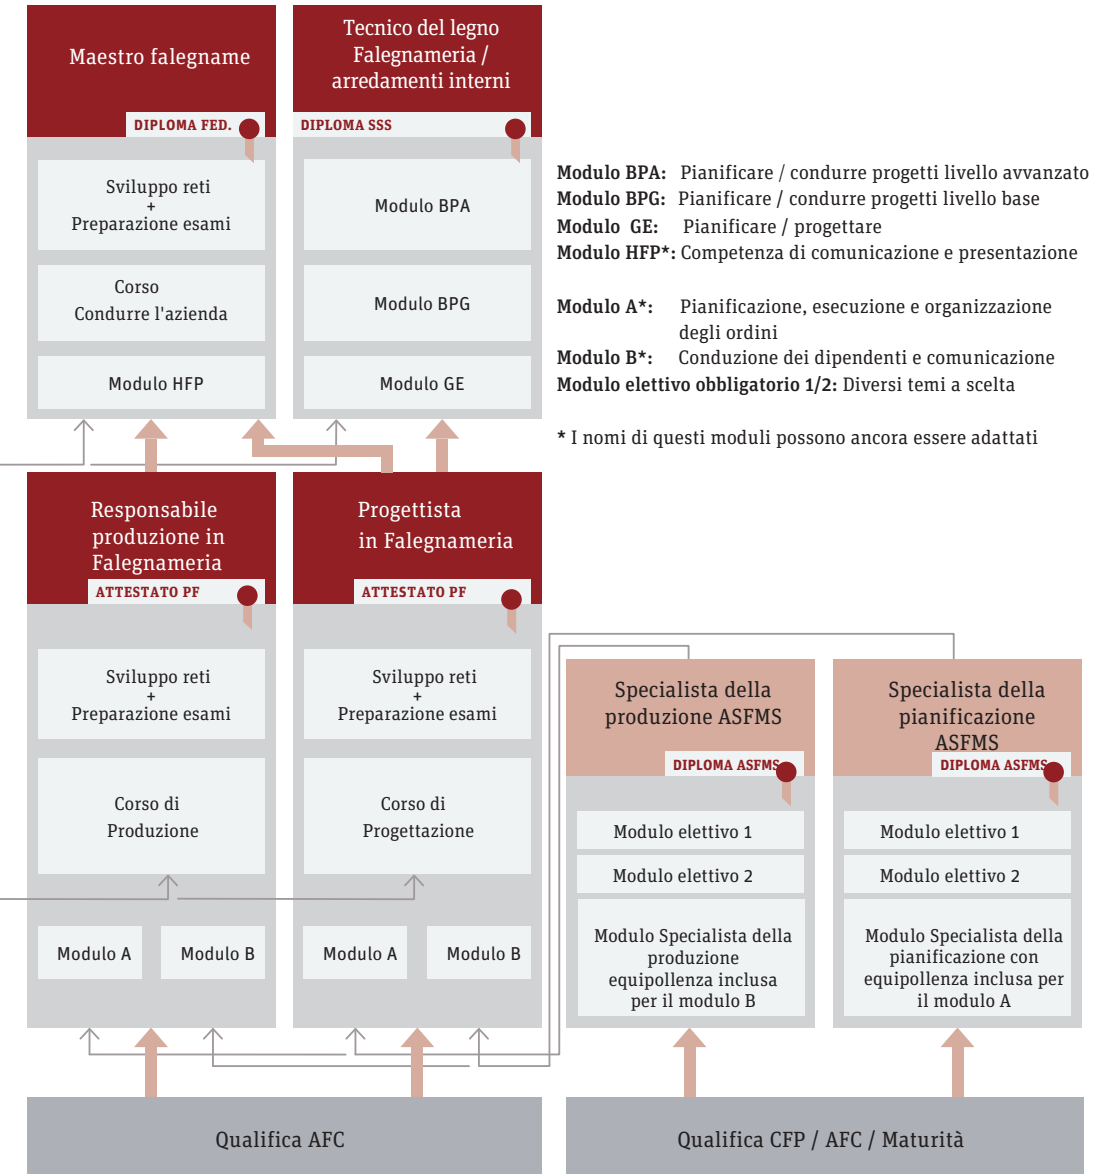 Maestro falegname
DIPLOMA FED.
Sviluppo reti
+
Preparazione esami
Corso
Condurre l'azienda
Modulo HFP
Tecnico del legno
Falegnameria /
arredamenti interni
DIPLOMA SSS
Modulo BPA
Modulo BPG
Modulo GE
Modulo BPA: Pianificare / condurre progetti livello avvanzato
Modulo BPG: Pianificare / condurre progetti livello base
Modulo GE: Pianificare / progettare
Modulo HFP*: Competenza di comunicazione e presentazione
Modulo A*: Pianificazione, esecuzione e organizzazione
degli ordini
Modulo B*: Conduzione dei dipendenti e comunicazione
Modulo elettivo obbligatorio 1/2: Diversi temi a scelta
* I nomi di questi moduli possono ancora essere adattati
Responsabile
produzione in
Falegnameria
ATTESTATO PF
Sviluppo reti
+
Preparazione esami
Corso di
Produzione
Modulo A
Modulo B
Progettista
in Falegnameria
ATTESTATO PF
Sviluppo reti
+
Preparazione esami
Corso di
Progettazione
Modulo A
Modulo B
Specialista della
produzione ASFMS
DIPLOMA ASFMS
Modulo elettivo 1
Modulo elettivo 2
Modulo Specialista della
produzione
equipollenza inclusa
per il modulo B
Specialista della
pianificazione
ASFMS
DIPLOMA ASFMS
Modulo elettivo 1
Modulo elettivo 2
Modulo Specialista della
pianificazione con
equipollenza inclusa per
il modulo A
Qualifica AFC
Qualifica CFP / AFC / Maturità